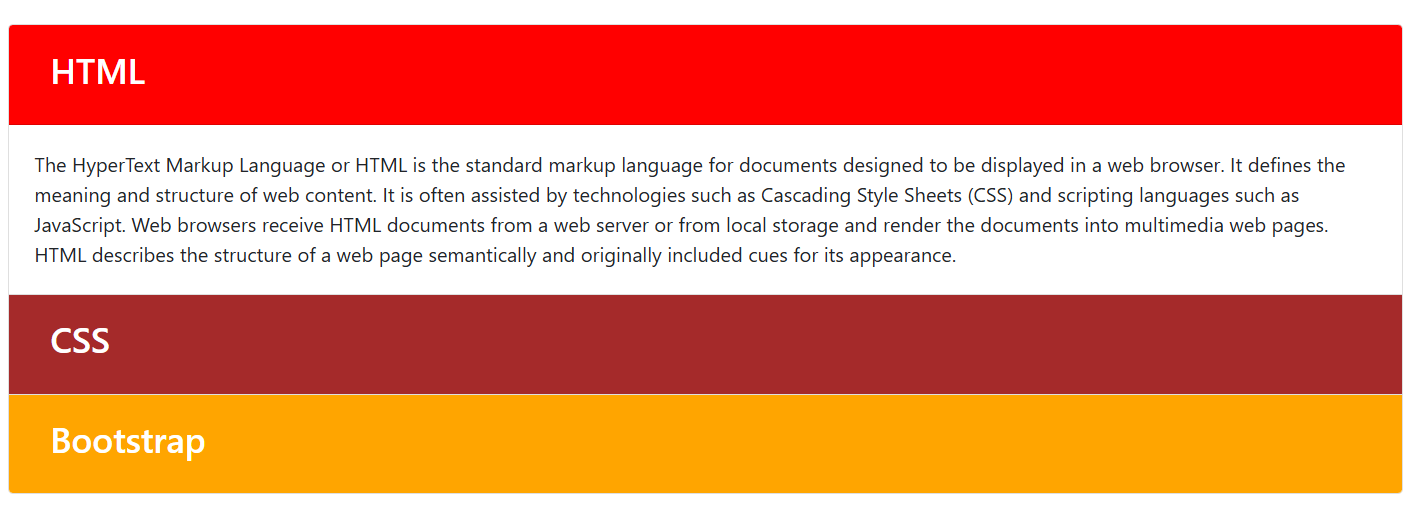 HTML
The HyperText Markup Language or HTML is the standard markup language for documents designed to be displayed in a web browser. It defines the
meaning and structure of web content. It is often assisted by technologies such as Cascading Style Sheets (CSS) and scripting languages such as
JavaScript. Web browsers receive HTML documents from a web server or from local storage and render the documents into multimedia web pages.
HTML describes the structure of a web page semantically and originally included cues for its appearance.
CSS
Bootstrap